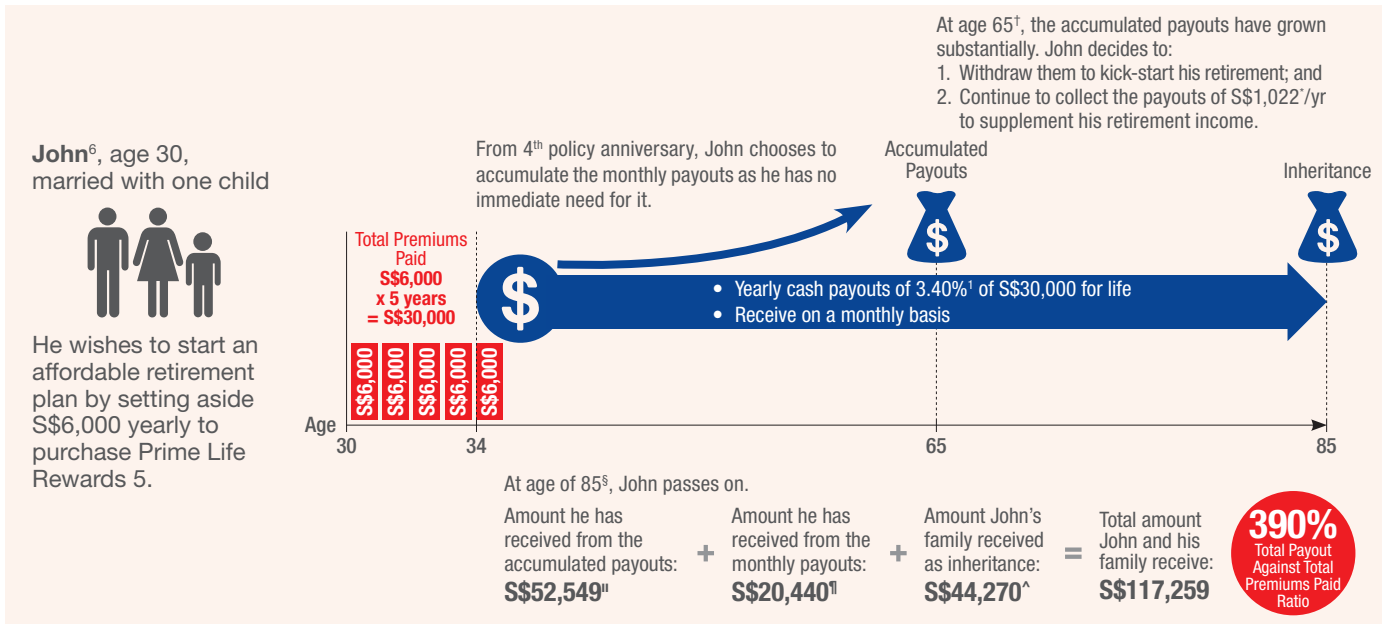 At age 65†, the accumulated payouts have grown
substantially. John decides to:
1. Withdraw them to kick-start his retirement; and
2. Continue to collect the payouts of S$1,022*/yr
to supplement his retirement income.
John⁶, age 30,
married with one child
He wishes to start an
affordable retirement
plan by setting aside
S$6,000 yearly to
purchase Prime Life
Rewards 5.
From 4th policy anniversary, John chooses to
accumulate the monthly payouts as he has no
immediate need for it.
Accumulated
Payouts
$
Inheritance
$
Total Premiums
Paid
S$6,000
x 5 years
= S$30,000
$
• Yearly cash payouts of 3.40%¹ of S$30,000 for life
• Receive on a monthly basis
S$6,000
S$6,000
S$6,000
S$6,000
S$6,000
Age
30
34
65
85
At age of 85§, John passes on.
Amount he has
received from the
accumulated payouts:
S$52,549"
+
Amount he has
received from the
monthly payouts:
S$20,440¶
+
Amount John's
family received
as inheritance:
S$44,270^
=
Total amount
John and his
family receive:
S$117,259
390%
Total Payout
Against Total
Premiums Paid
Ratio